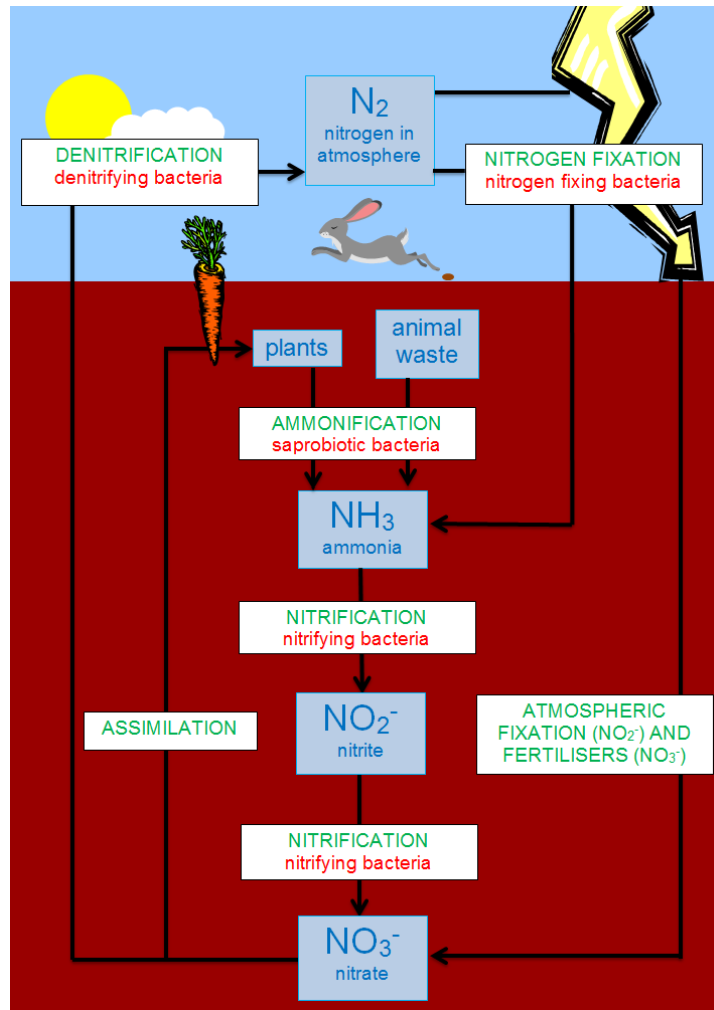 N₂
nitrogen in
atmosphere
DENITRIFICATION
denitrifying bacteria
NITROGEN FIXATION
nitrogen fixing bacteria
plants
animal
waste
AMMONIFICATION
saprobiotic bacteria
NH₃
ammonia
NITRIFICATION
nitrifying bacteria
NO₂⁻
nitrite
ASSIMILATION
ATMOSPHERIC
FIXATION (NO₂⁻) AND
FERTILISERS (NO₃⁻)
NITRIFICATION
nitrifying bacteria
NO₃⁻
nitrate